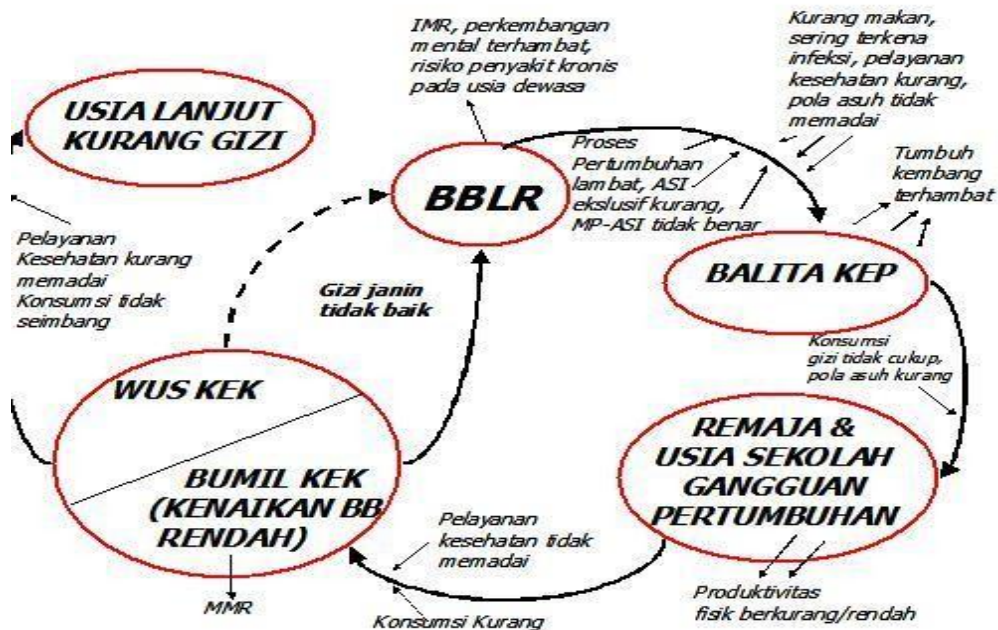 IMR, perkembangan
mental terhambat,
risiko penyakit kronis
pada usia dewasa
Kurang makan,
sering terkena
infeksi, pelayanan
kesehatan kurang,
pola asuh tidak
memadai
USIA LANJUT
KURANG GIZI
BBLR
Proses
Pertumbuhan
lambat, ASI
ekslusif kurang,
MP-ASI tidak benar
Tumbuh
kembang
terhambat
Pelayanan
Kesehatan kurang
memadai
Konsumsi tidak
seimbang
Gizi janin
tidak baik
BALITA KEP
Konsumsi
gizi tidak cukup,
pola asuh kurang
WUS KEK
BUMIL KEK
(KENAIKAN BB
RENDAH)
REMAJA &
USIA SEKOLAH
GANGGUAN
PERTUMBUHAN
Pelayanan
kesehatan tidak
memadai
MMR
Konsumsi Kurang
Produktivitas
fisik berkurang/rendah